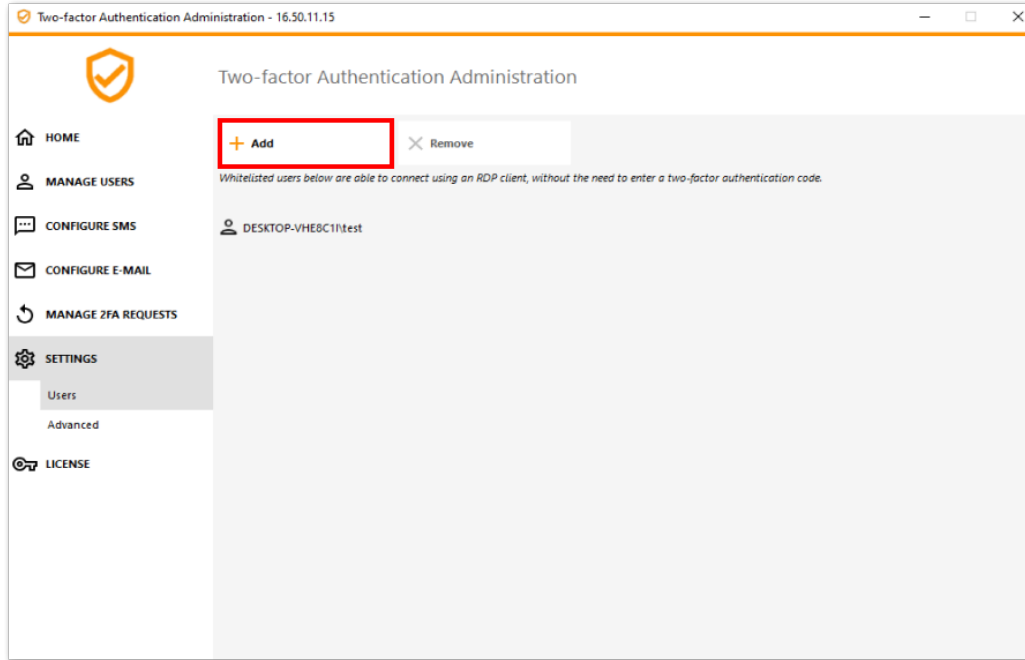 Two-factor Authentication Administration - 16.50.11.15
Two-factor Authentication Administration
HOME
MANAGE USERS
CONFIGURE SMS
CONFIGURE E-MAIL
MANAGE 2FA REQUESTS
SETTINGS
Users
Advanced
LICENSE
Add
Remove
Whitelisted users below are able to connect using an RDP client, without the need to enter a two-factor authentication code.
DESKTOP-VHE8C1I\test